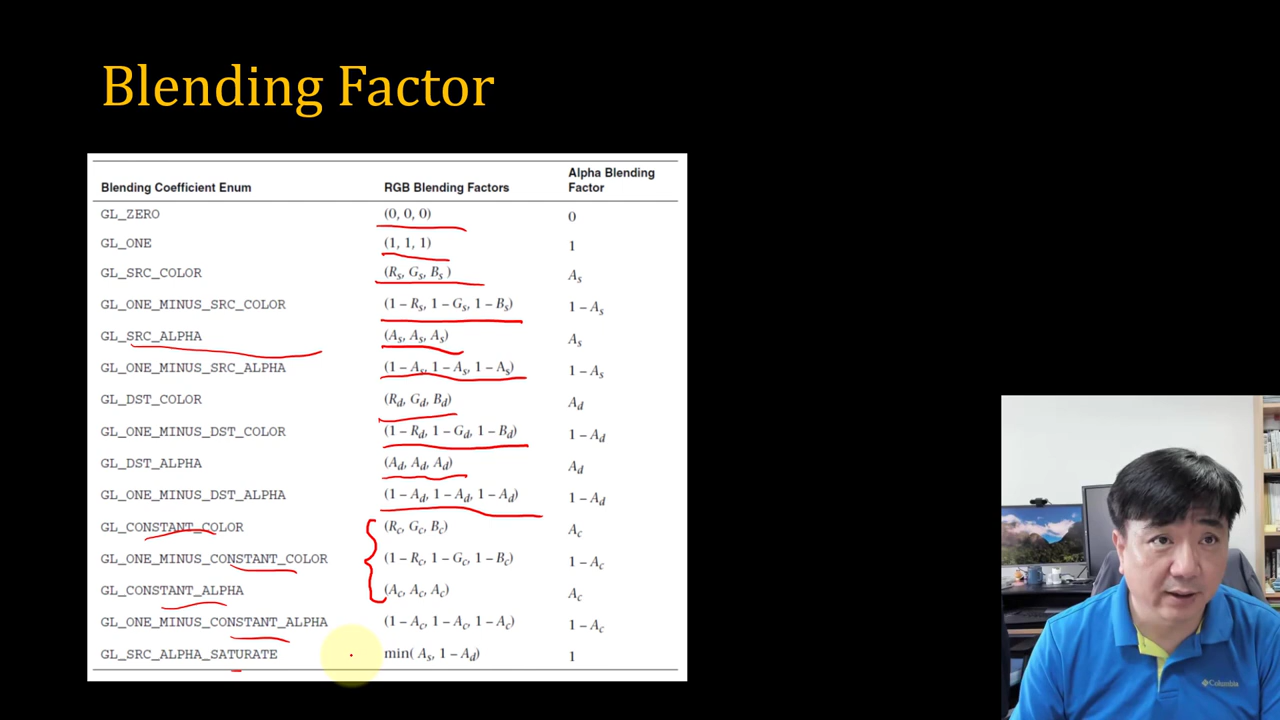 Blending Factor
Blending Coefficient Enum RGB Blending Factors Alpha Blending Factor
GL_ZERO (0, 0, 0) 0
GL_ONE (1, 1, 1) 1
GL_SRC_COLOR (Rs, Gs, Bs ) As
GL_ONE_MINUS_SRC_COLOR (1 – Rs, 1 – Gs, 1 – Bs) 1 – As
GL_SRC_ALPHA (As, As, As) As
GL_ONE_MINUS_SRC_ALPHA (1 – As, 1 – As, 1 – As) 1 – As
GL_DST_COLOR (Rd, Gd, Bd) Ad
GL_ONE_MINUS_DST_COLOR (1 – Rd, 1 – Gd, 1 – Bd) 1 – Ad
GL_DST_ALPHA (Ad, Ad, Ad) Ad
GL_ONE_MINUS_DST_ALPHA (1 – Ad, 1 – Ad, 1 – Ad) 1 – Ad
GL_CONSTANT_COLOR (Rc, Gc, Bc) Ac
GL_ONE_MINUS_CONSTANT_COLOR (1 – Rc, 1 – Gc, 1 – Bc) 1 – Ac
GL_CONSTANT_ALPHA (Ac, Ac, Ac) Ac
GL_ONE_MINUS_CONSTANT_ALPHA (1 – Ac, 1 – Ac, 1 – Ac) 1 – Ac
GL_SRC_ALPHA_SATURATE min( As, 1 – Ad) 1
Columbia